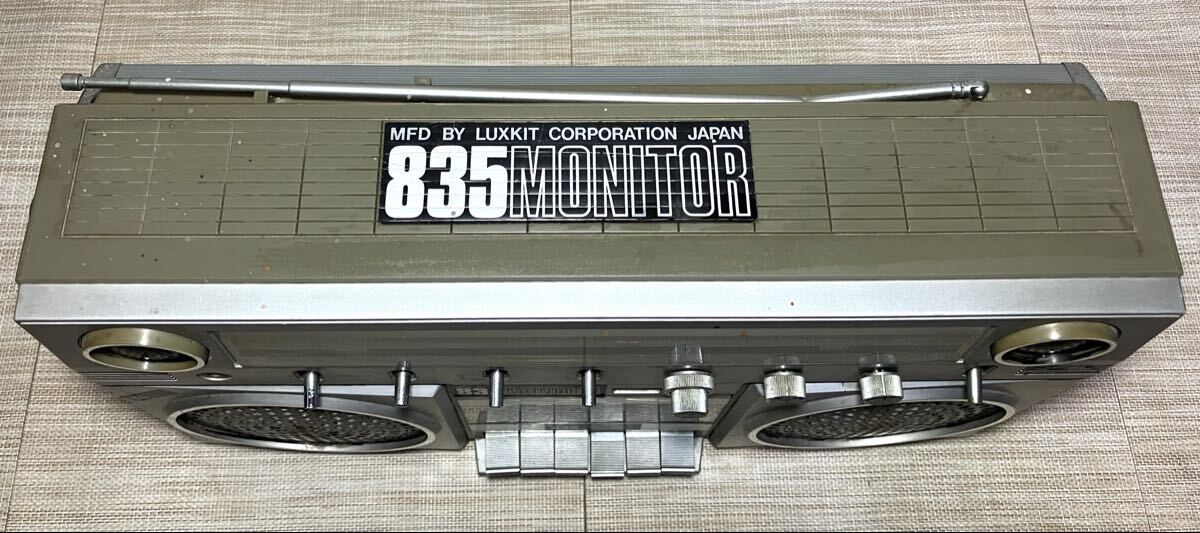 MFD BY LUXKIT CORPORATION JAPAN
835MONITOR